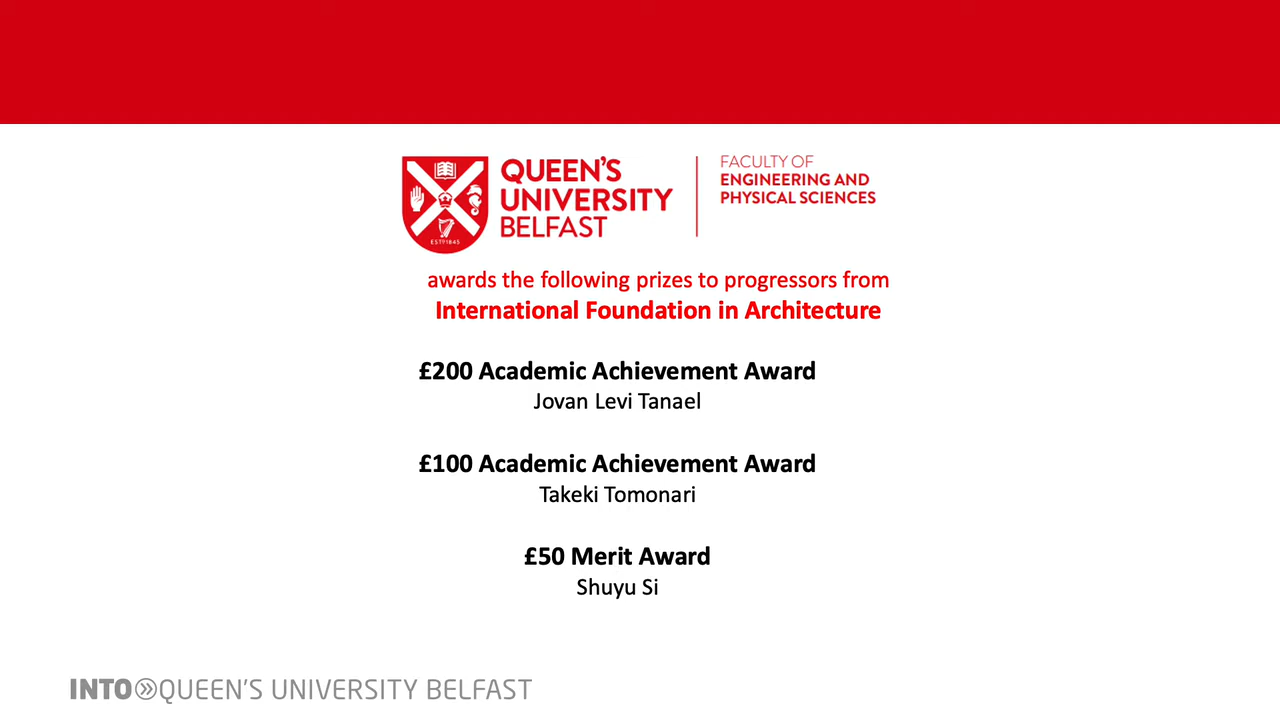 QUEEN'S
UNIVERSITY
BELFAST
ESTD1845
FACULTY OF
ENGINEERING AND
PHYSICAL SCIENCES
awards the following prizes to progressors from
International Foundation in Architecture
£200 Academic Achievement Award
Jovan Levi Tanael
£100 Academic Achievement Award
Takeki Tomonari
£50 Merit Award
Shuyu Si
INTO QUEEN'S UNIVERSITY BELFAST